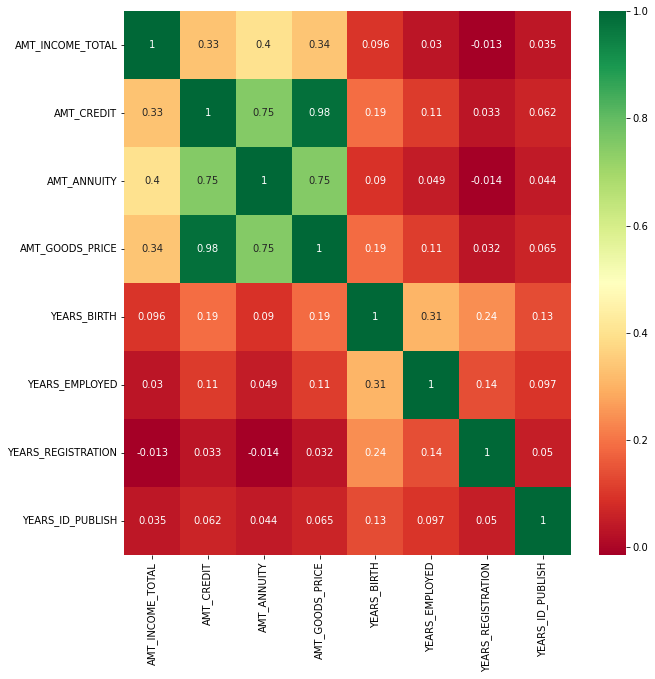 1.0
AMT_INCOME_TOTAL 1 0.33 0.4 0.34 0.096 0.03 -0.013 0.035
AMT_CREDIT 0.33 1 0.75 0.98 0.19 0.11 0.033 0.062
0.8
AMT_ANNUITY 0.4 0.75 1 0.75 0.09 0.049 -0.014 0.044
0.6
AMT_GOODS_PRICE 0.34 0.98 0.75 1 0.19 0.11 0.032 0.065
YEARS_BIRTH 0.096 0.19 0.09 0.19 1 0.31 0.24 0.13
0.4
YEARS_EMPLOYED 0.03 0.11 0.049 0.11 0.31 1 0.14 0.097
0.2
YEARS_REGISTRATION -0.013 0.033 -0.014 0.032 0.24 0.14 1 0.05
YEARS_ID_PUBLISH 0.035 0.062 0.044 0.065 0.13 0.097 0.05 1
0.0
AMT_INCOME_TOTAL
AMT_CREDIT
AMT_ANNUITY
AMT_GOODS_PRICE
YEARS_BIRTH
YEARS_EMPLOYED
YEARS_REGISTRATION
YEARS_ID_PUBLISH